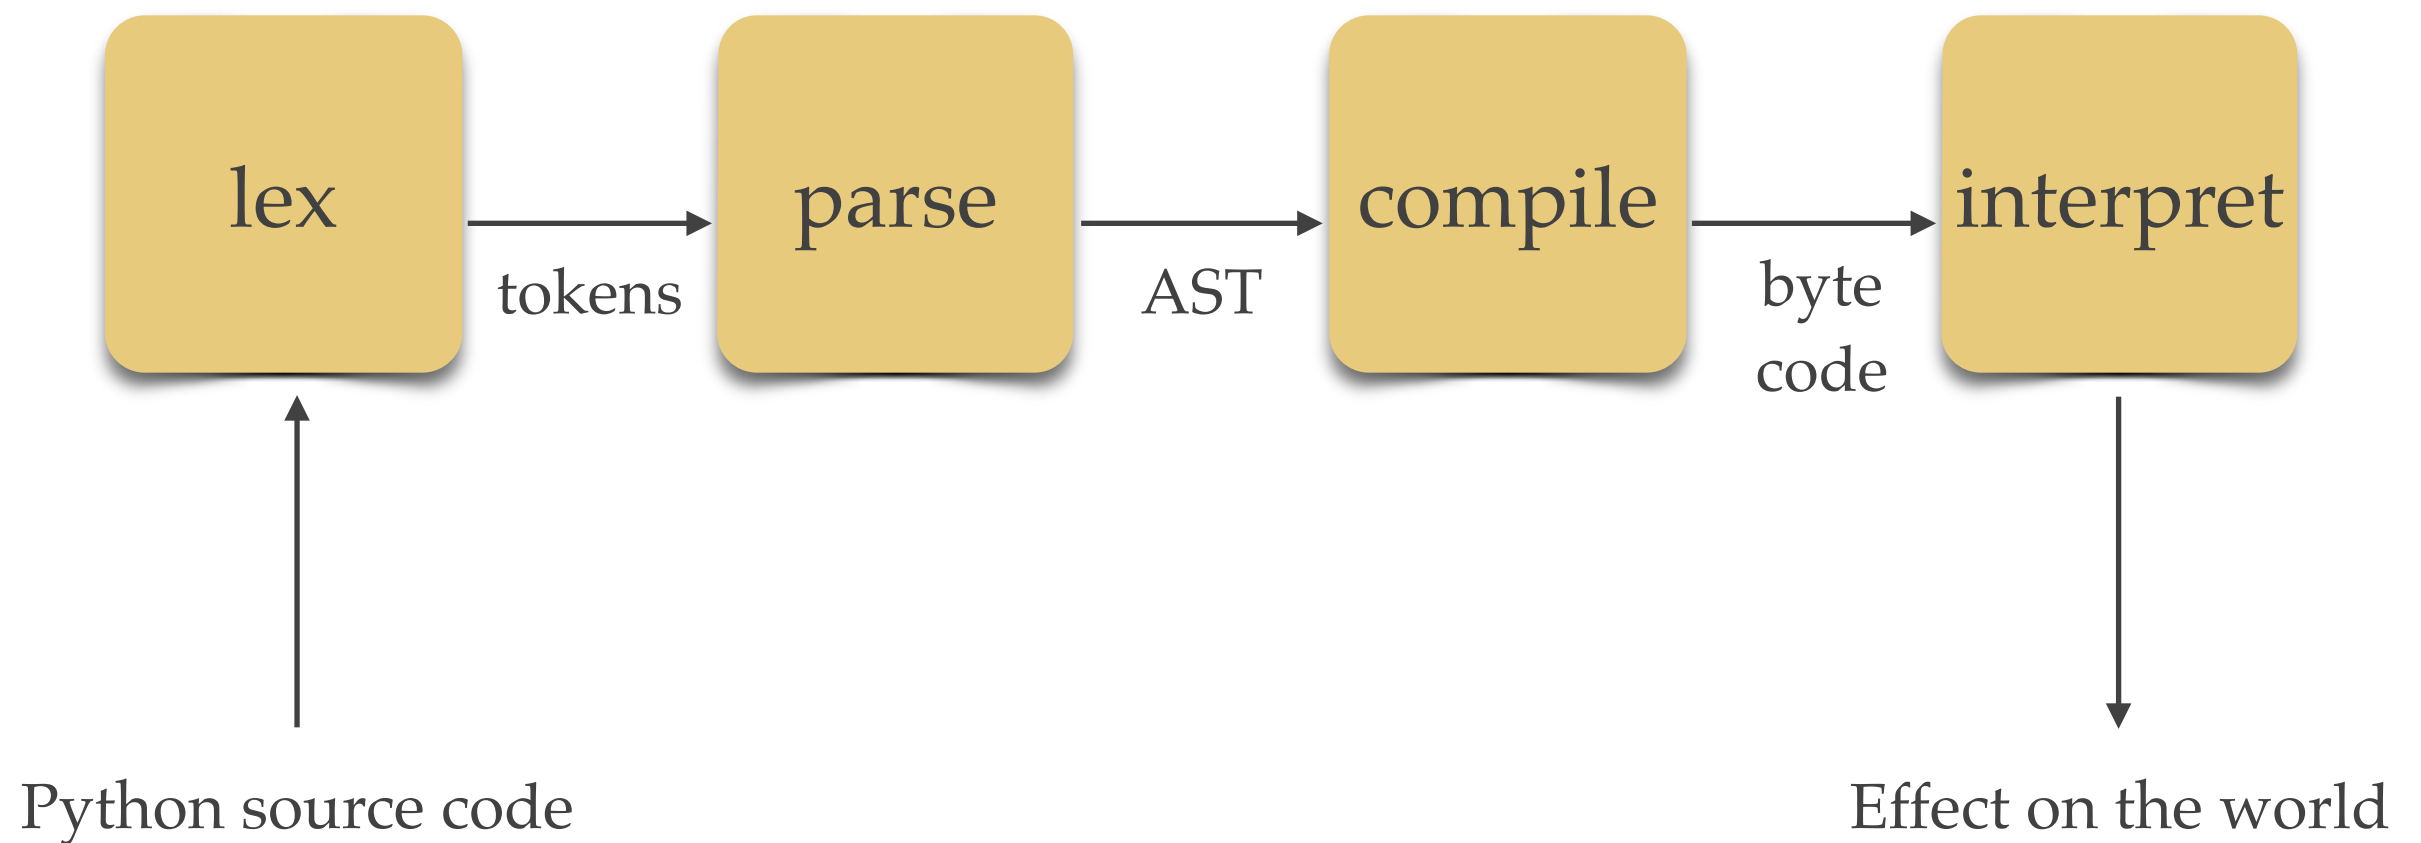 lex
parse
compile
interpret
tokens
AST
byte
code
Python source code
Effect on the world